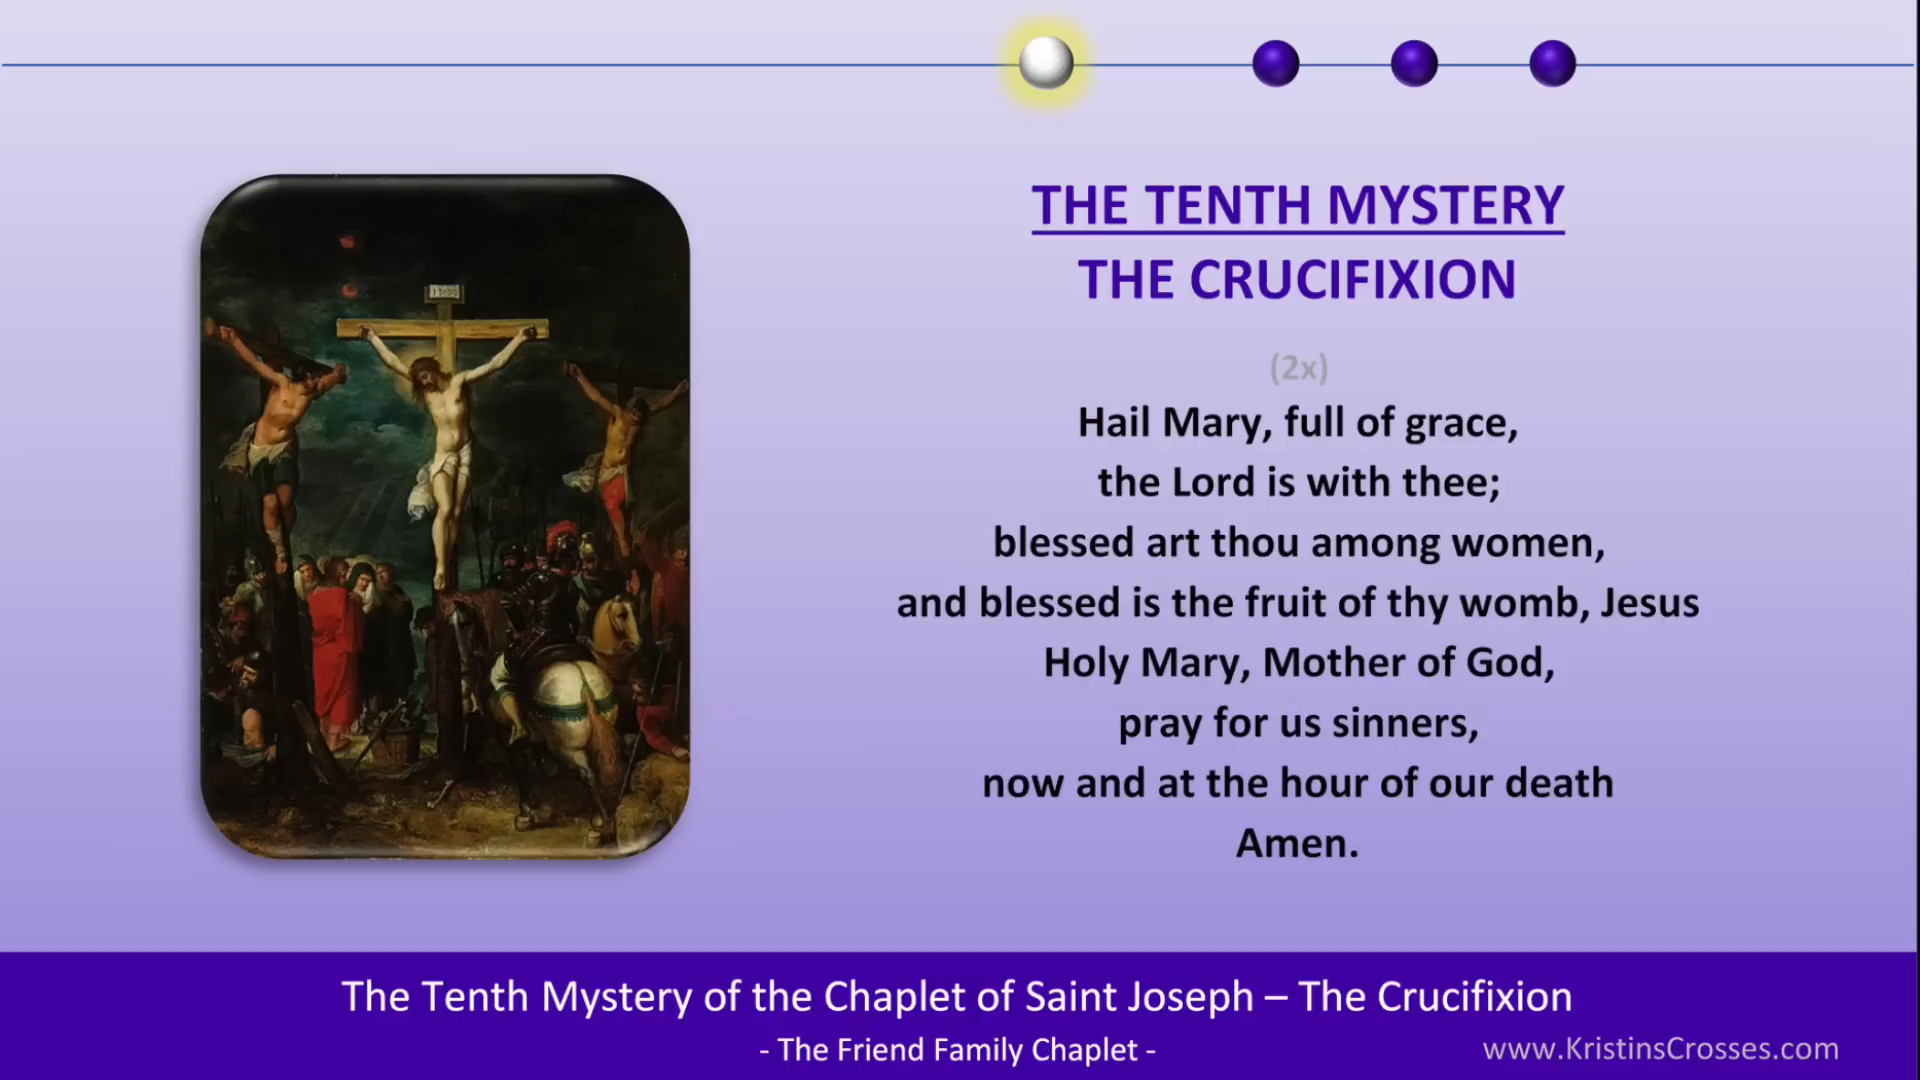 THE TENTH MYSTERY
THE CRUCIFIXION
(2x)
Hail Mary, full of grace,
the Lord is with thee;
blessed art thou among women,
and blessed is the fruit of thy womb, Jesus
Holy Mary, Mother of God,
pray for us sinners,
now and at the hour of our death
Amen.
The Tenth Mystery of the Chaplet of Saint Joseph – The Crucifixion
- The Friend Family Chaplet -
www.KristinsCrosses.com